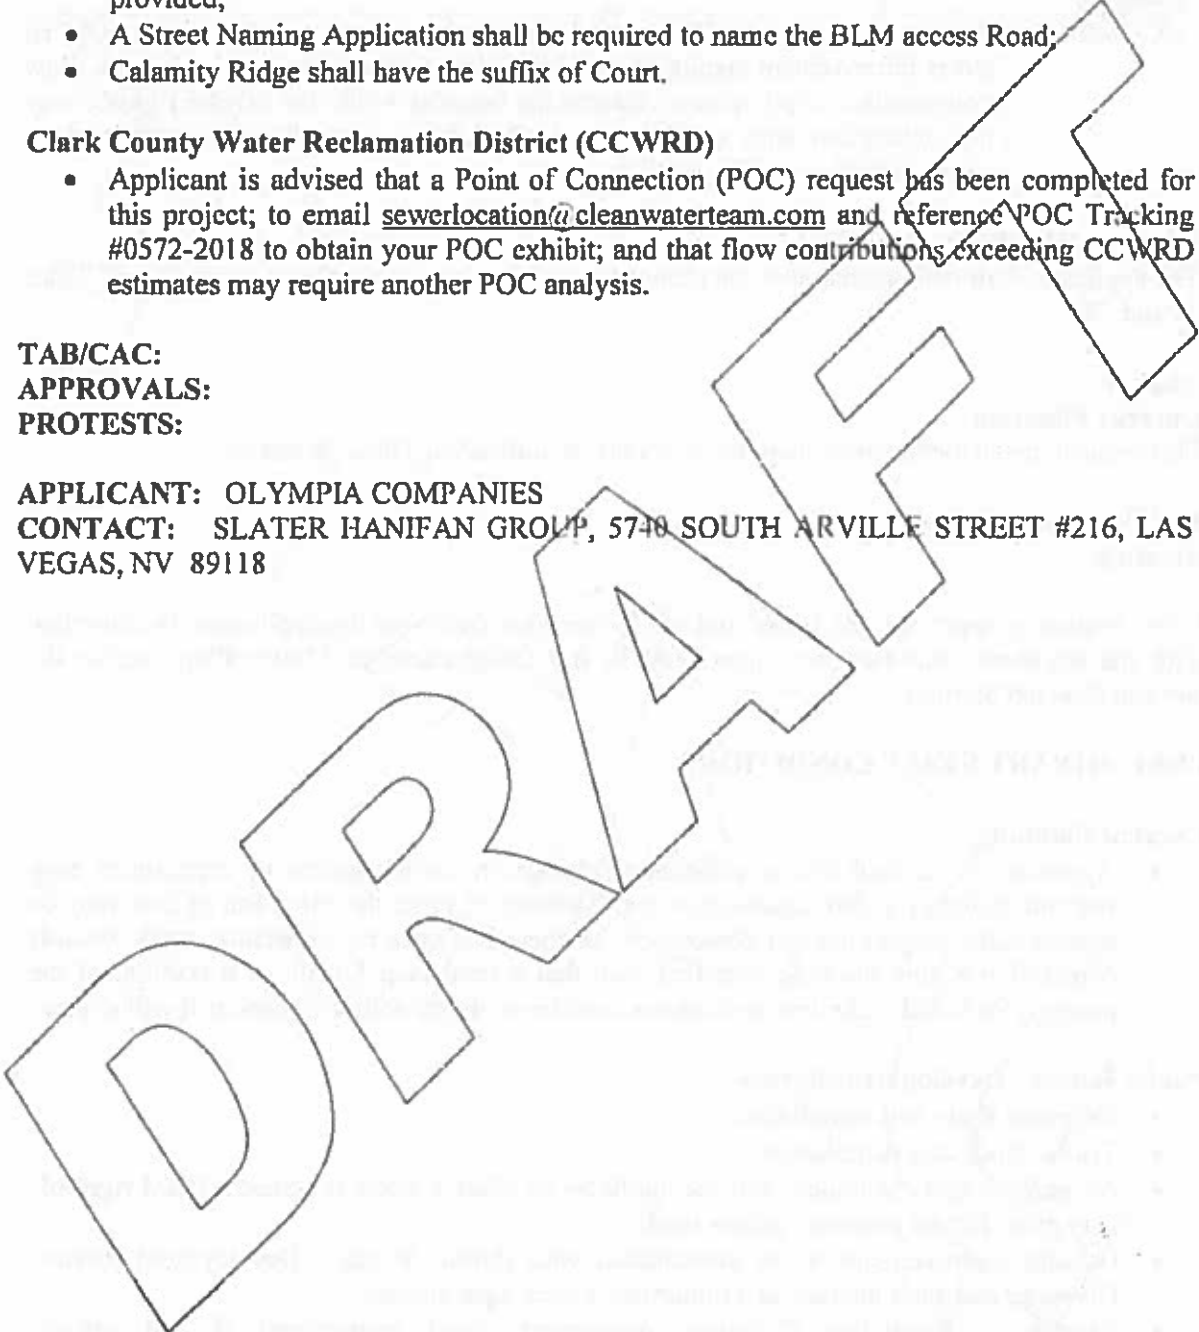 provided;
• A Street Naming Application shall be required to name the BLM access Road;
• Calamity Ridge shall have the suffix of Court.
Clark County Water Reclamation District (CCWRD)
• Applicant is advised that a Point of Connection (POC) request has been completed for
this project; to email sewerlocation@cleanwaterteam.com and reference POC Tracking
#0572-2018 to obtain your POC exhibit; and that flow contributions exceeding CCWRD
estimates may require another POC analysis.
TAB/CAC:
APPROVALS:
PROTESTS:
APPLICANT: OLYMPIA COMPANIES
CONTACT: SLATER HANIFAN GROUP, 5740 SOUTH ARVILLE STREET #216, LAS
VEGAS, NV 89118
DRAFT